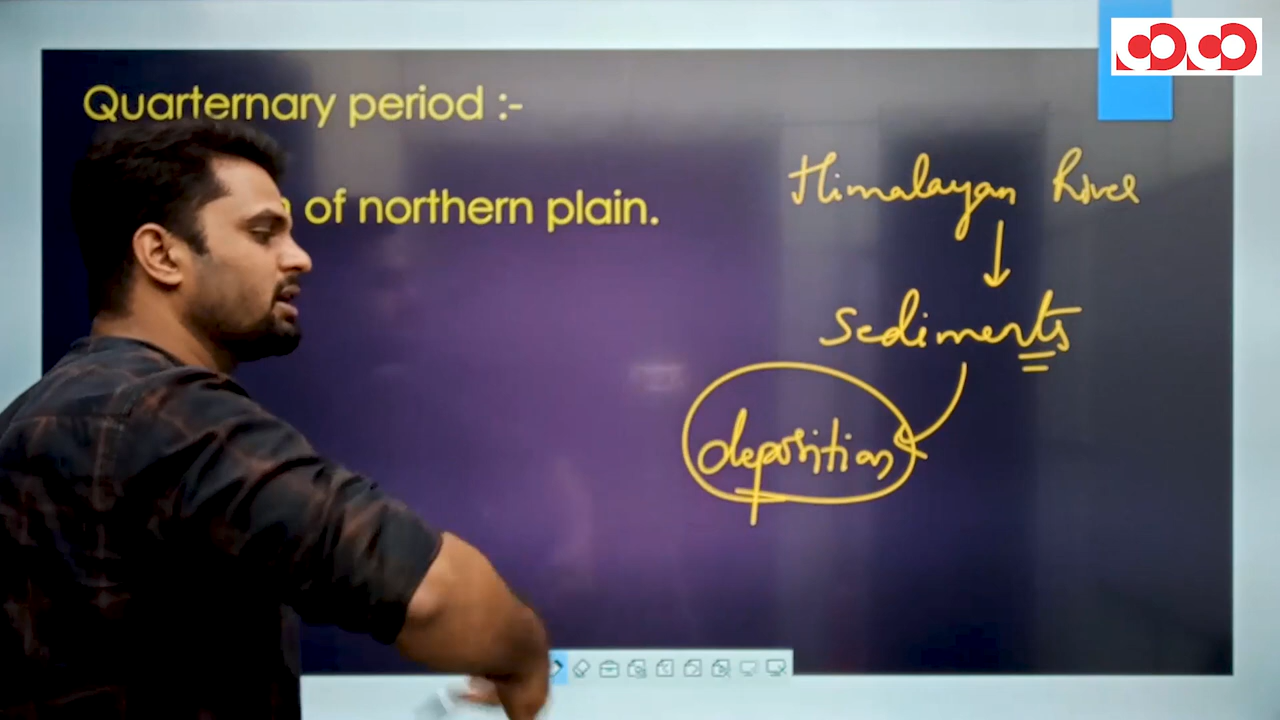 Quarternary period :-
of northern plain.
Himalayan River
Sediments
deposition